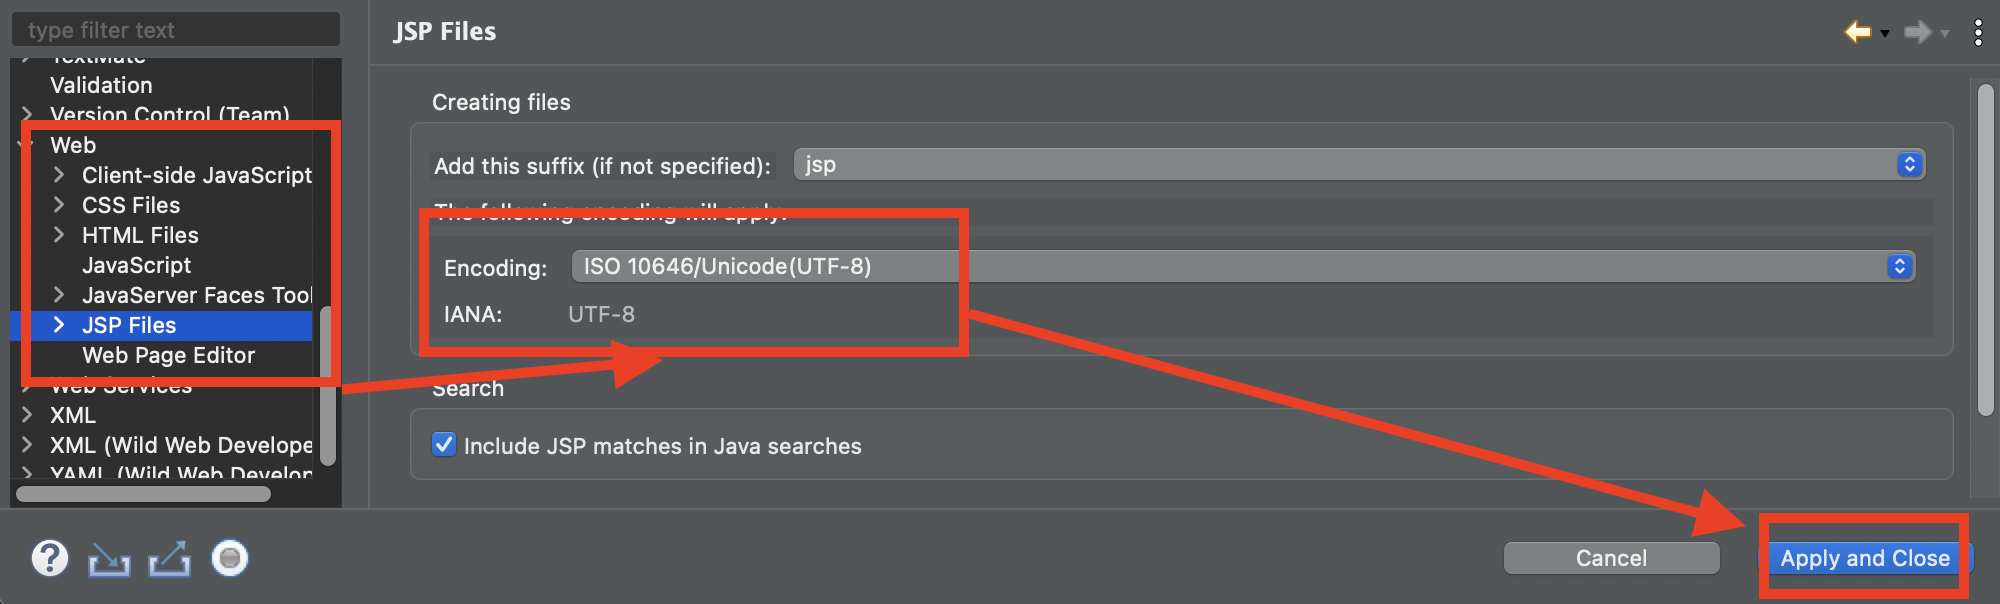 type filter text
TextMate
Validation
Version Control (Team)
Web
Client-side JavaScript
CSS Files
HTML Files
JavaScript
JavaServer Faces Tool
JSP Files
Web Page Editor
Web Services
XML
XML (Wild Web Develope
YAML (Wild Web Develop
JSP Files
Creating files
Add this suffix (if not specified): jsp
The following encoding will apply:
Encoding: ISO 10646/Unicode(UTF-8)
IANA: UTF-8
Search
Include JSP matches in Java searches
?
Cancel
Apply and Close